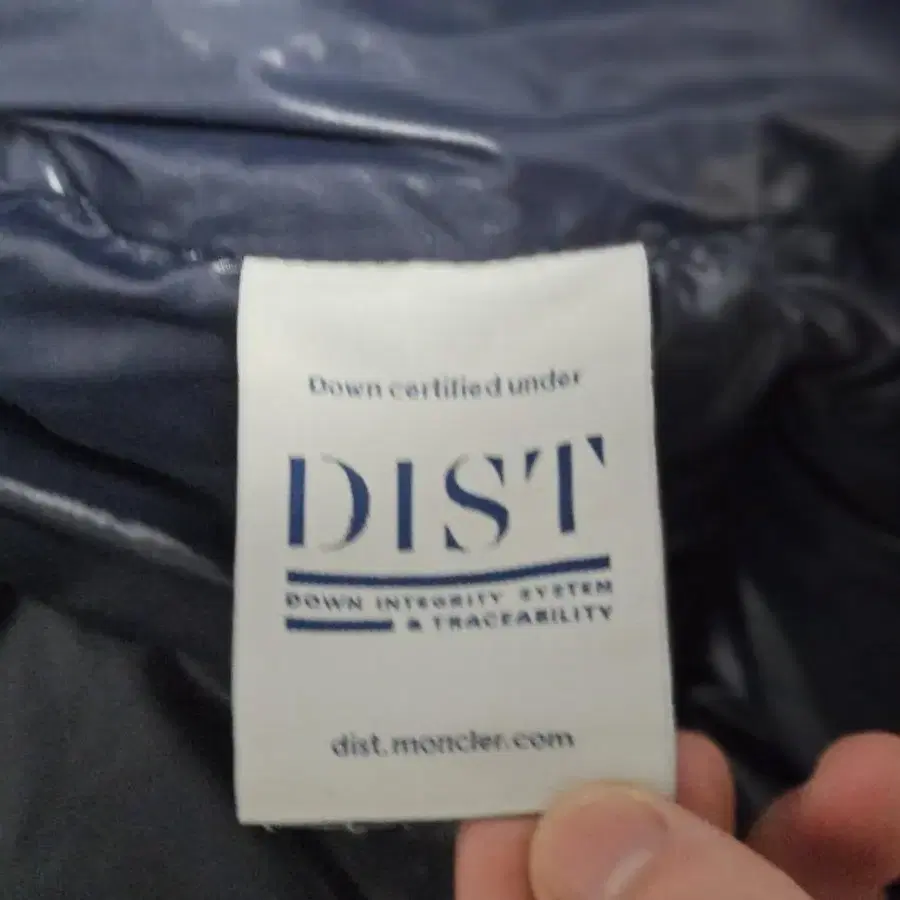 Down certified under
DIST
DOWN INTEGRITY SYSTEM
& TRACEABILITY
dist.moncler.com